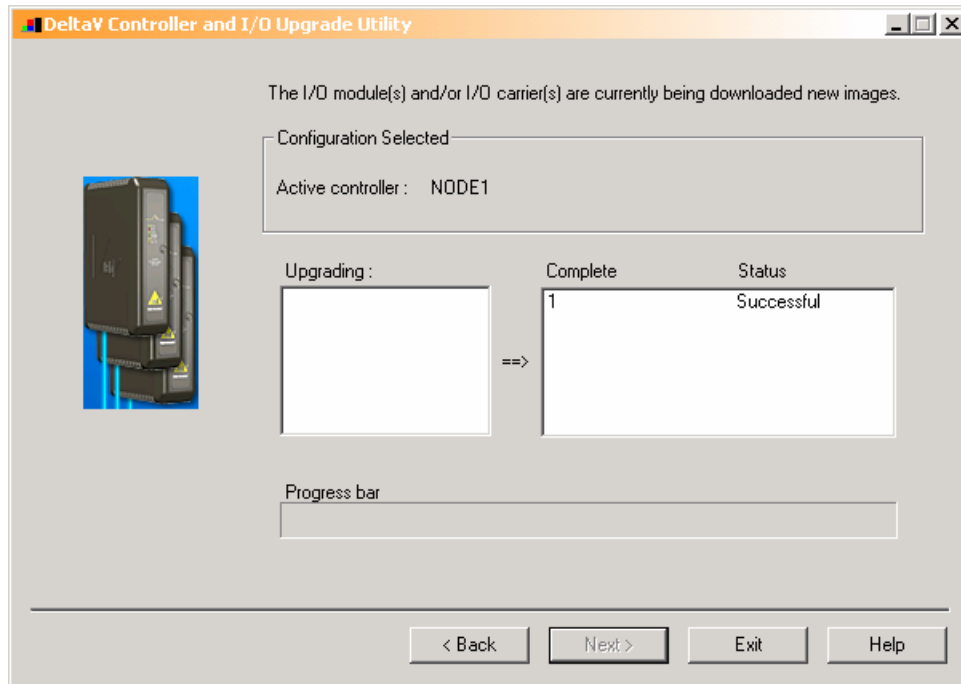 DeltaV Controller and I/O Upgrade Utility
The I/O module(s) and/or I/O carrier(s) are currently being downloaded new images.
Configuration Selected
Active controller : NODE1
Upgrading :
Complete Status
1 Successful
==>
Progress bar
< Back Next > Exit Help